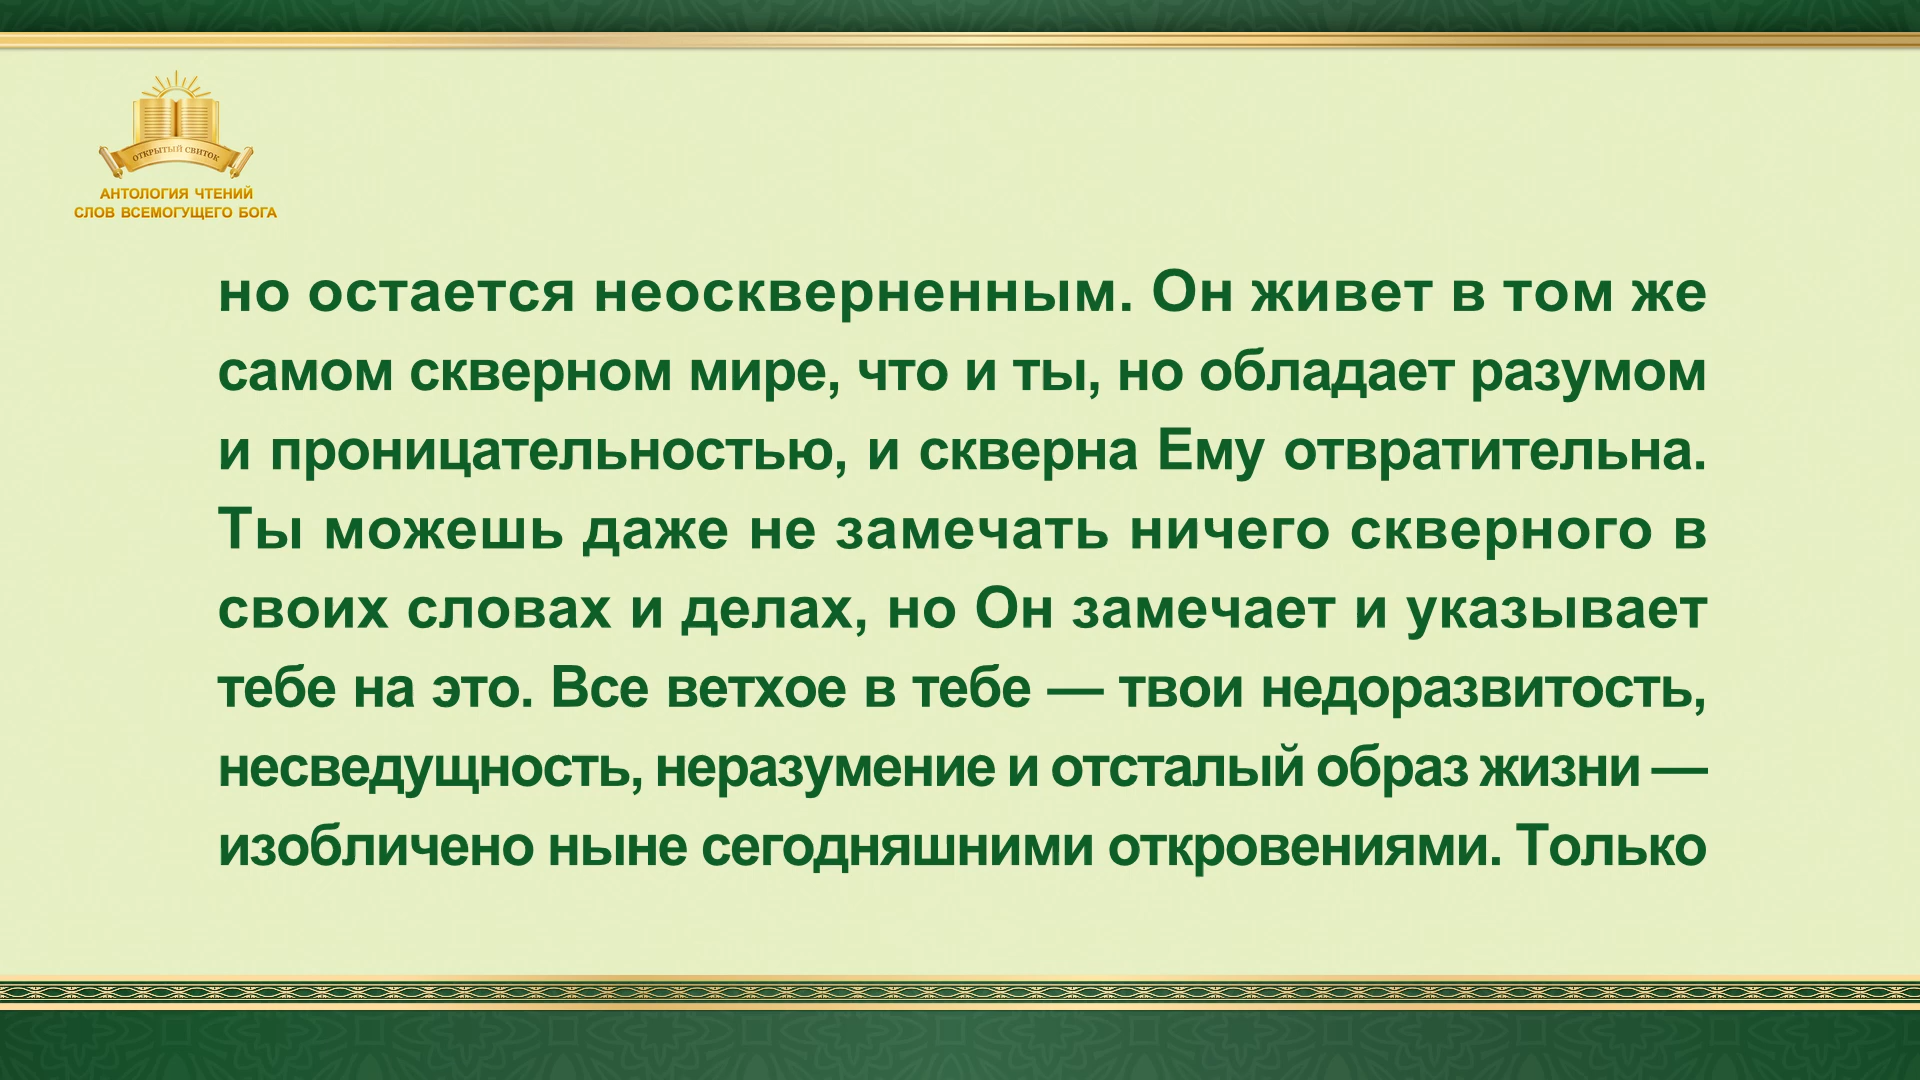 ОТКРЫТЫЙ СВИТОК
АНТОЛОГИЯ ЧТЕНИЙ
СЛОВ ВСЕМОГУЩЕГО БОГА
но остается неоскверненным. Он живет в том же
самом скверном мире, что и ты, но обладает разумом
и проницательностью, и скверна Ему отвратительна.
Ты можешь даже не замечать ничего скверного в
своих словах и делах, но Он замечает и указывает
тебе на это. Все ветхое в тебе — твои недоразвитость,
несведущность, неразумение и отсталый образ жизни —
изобличено ныне сегодняшними откровениями. Только